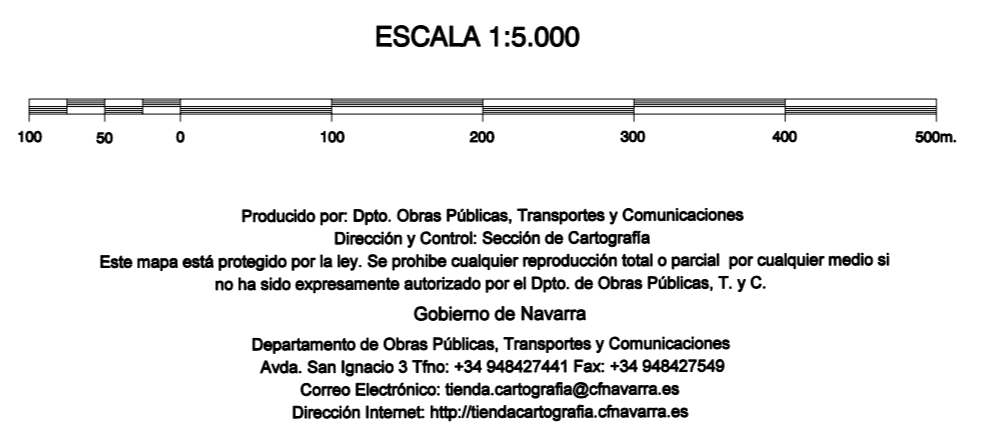 ESCALA 1:5.000
100 50 0 100 200 300 400 500m.
Producido por: Dpto. Obras Públicas, Transportes y Comunicaciones
Dirección y Control: Sección de Cartografía
Este mapa está protegido por la ley. Se prohibe cualquier reproducción total o parcial por cualquier medio si
no ha sido expresamente autorizado por el Dpto. de Obras Públicas, T. y C.
Gobierno de Navarra
Departamento de Obras Públicas, Transportes y Comunicaciones
Avda. San Ignacio 3 Tfno: +34 948427441 Fax: +34 948427549
Correo Electrónico: tienda.cartografia@cfnavarra.es
Dirección Internet: http://tiendacartografia.cfnavarra.es